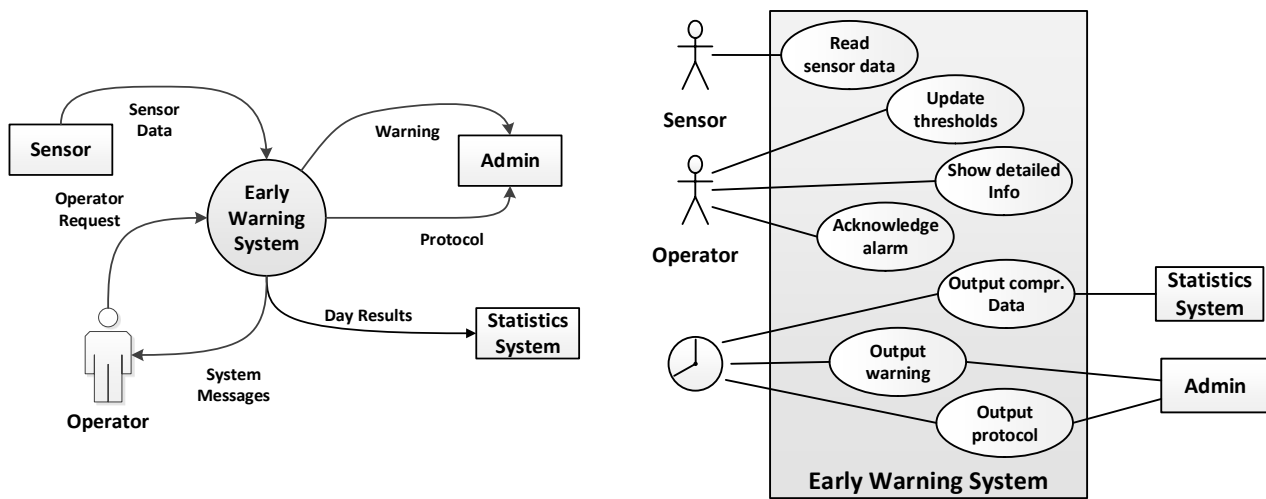 Sensor
Data
Sensor
Warning
Admin
Operator
Request
Early
Warning
System
Protocol
Day Results
Statistics
System
System
Messages
Operator
Read
sensor data
Sensor
Update
thresholds
Show detailed
Info
Acknowledge
alarm
Operator
Output compr.
Data
Statistics
System
Output
warning
Admin
Output
protocol
Early Warning System